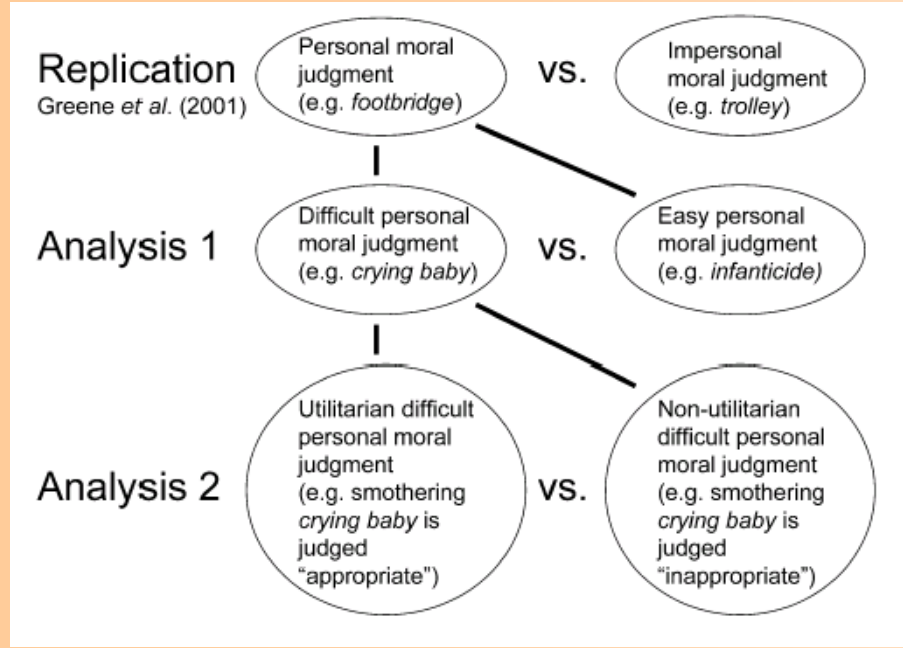 Replication
Greene et al. (2001)
Personal moral
judgment
(e.g. footbridge)
vs.
Impersonal
moral judgment
(e.g. trolley)
Analysis 1
Difficult personal
moral judgment
(e.g. crying baby)
vs.
Easy personal
moral judgment
(e.g. infanticide)
Analysis 2
Utilitarian difficult
personal moral
judgment
(e.g. smothering
crying baby is
judged
“appropriate”)
vs.
Non-utilitarian
difficult personal
moral judgment
(e.g. smothering
crying baby is
judged
“inappropriate”)